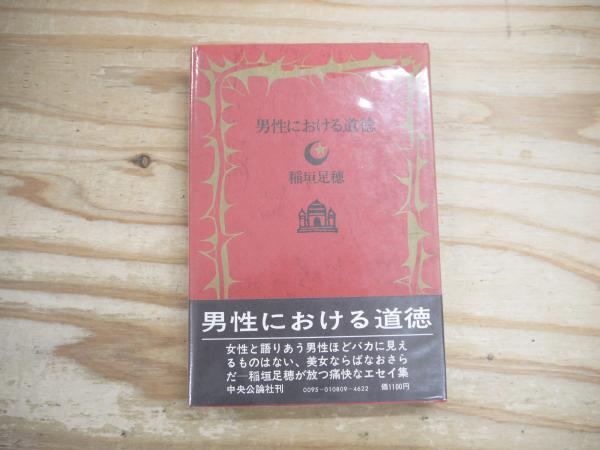 男性における道徳
稲垣足穂
男性における道徳
女性と語りあう男性ほどバカに見え
るものはない、美女ならばなおさら
だ―稲垣足穂が放つ痛快なエセイ集
中央公論社刊 0095-010809-4622 価1100円